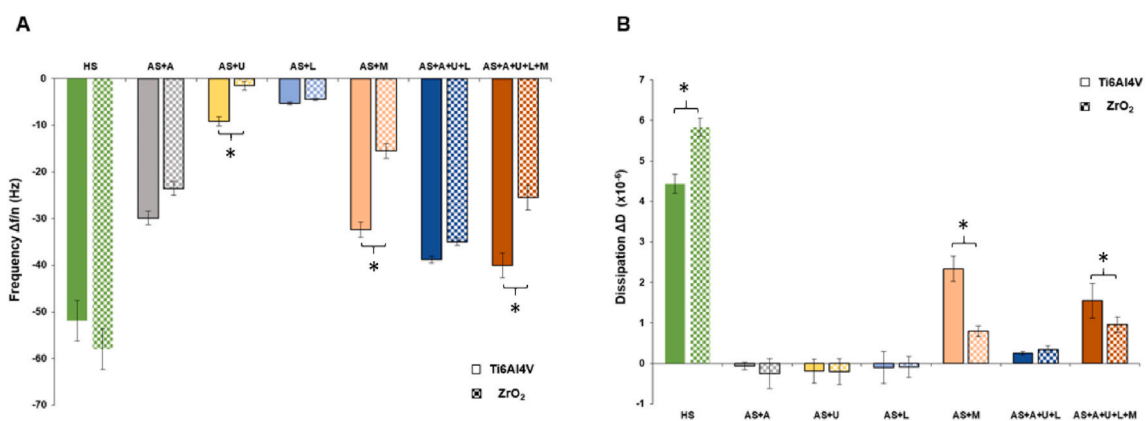 A
HS AS+A AS+U AS+L AS+M AS+A+U+L AS+A+U+L+M
Frequency Δf/n (Hz)
0
-10
-20
-30
-40
-50
-60
-70
*
*
*
Ti6Al4V
ZrO₂
B
Dissipation ΔD (x10⁻⁶)
7
6
5
4
3
2
1
0
-1
*
*
*
Ti6Al4V
ZrO₂
HS AS+A AS+U AS+L AS+M AS+A+U+L AS+A+U+L+M